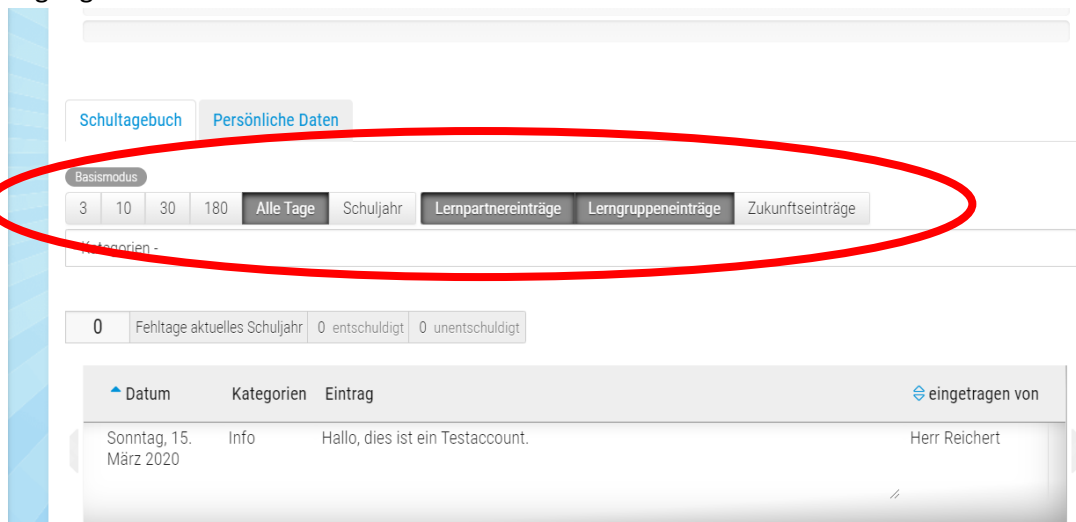 Schultagebuch Persönliche Daten
Basismodus
3 10 30 180 Alle Tage Schuljahr Lernpartnereinträge Lerngruppeneinträge Zukunftseinträge
Kategorien -
0 Fehltage aktuelles Schuljahr 0 entschuldigt 0 unentschuldigt
Datum Kategorien Eintrag eingetragen von
Sonntag, 15. Info Hallo, dies ist ein Testaccount. Herr Reichert
März 2020